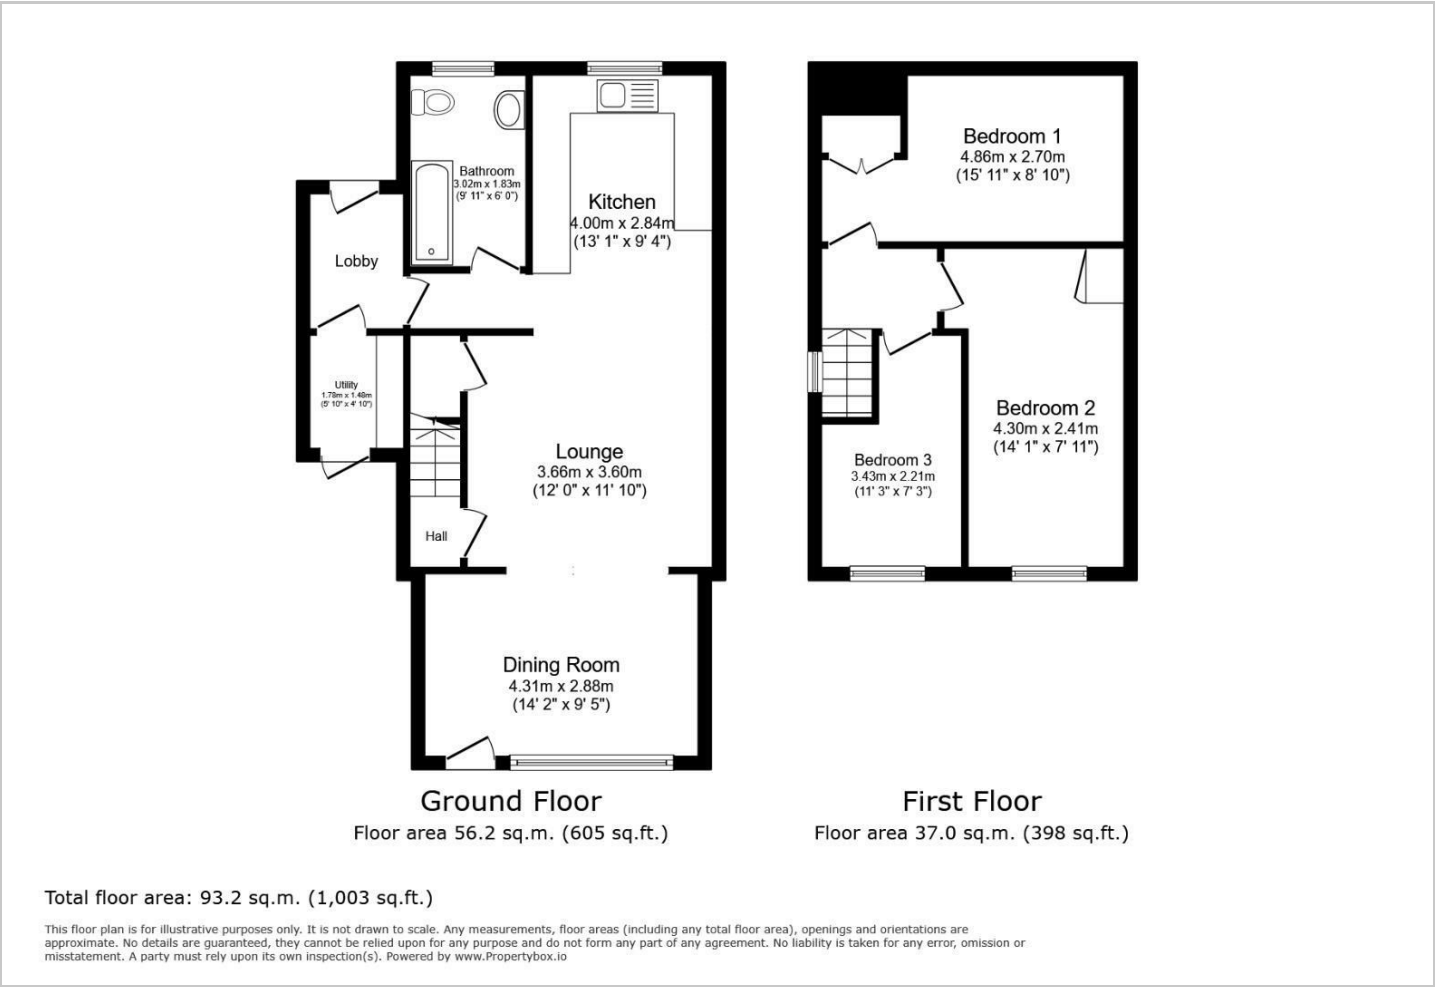 Bathroom
3.02m x 1.83m
(9' 11" x 6' 0")
Kitchen
4.00m x 2.84m
(13' 1" x 9' 4")
Lobby
Utility
1.78m x 1.48m
(5' 10" x 4' 10")
Lounge
3.66m x 3.60m
(12' 0" x 11' 10")
Hall
Dining Room
4.31m x 2.88m
(14' 2" x 9' 5")
Bedroom 1
4.86m x 2.70m
(15' 11" x 8' 10")
Bedroom 2
4.30m x 2.41m
(14' 1" x 7' 11")
Bedroom 3
3.43m x 2.21m
(11' 3" x 7' 3")
Ground Floor
Floor area 56.2 sq.m. (605 sq.ft.)
First Floor
Floor area 37.0 sq.m. (398 sq.ft.)
Total floor area: 93.2 sq.m. (1,003 sq.ft.)
This floor plan is for illustrative purposes only. It is not drawn to scale. Any measurements, floor areas (including any total floor area), openings and orientations are
approximate. No details are guaranteed, they cannot be relied upon for any purpose and do not form any part of any agreement. No liability is taken for any error, omission or
misstatement. A party must rely upon its own inspection(s). Powered by www.Propertybox.io